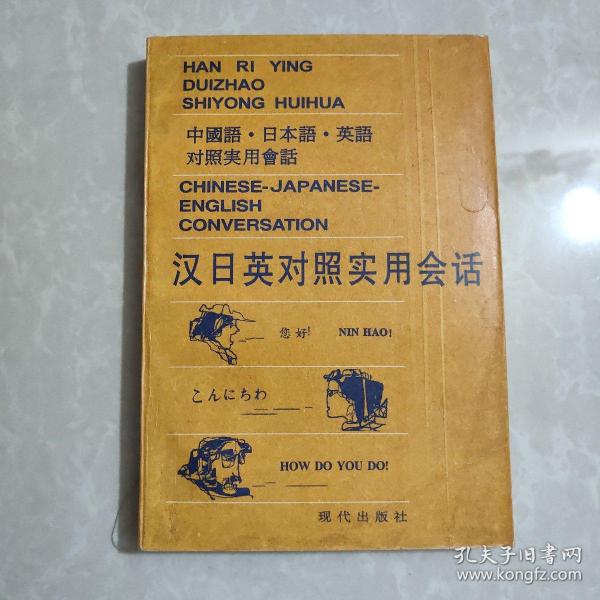 HAN RI YING
DUIZHAO
SHIYONG HUIHUA
中國語・日本語・英語
对照実用會話
CHINESE-JAPANESE-
ENGLISH
CONVERSATION
汉日英对照实用会话
您好! NIN HAO!
こんにちわ
HOW DO YOU DO!
现代出版社
孔夫子旧書网
www.kongfz.com